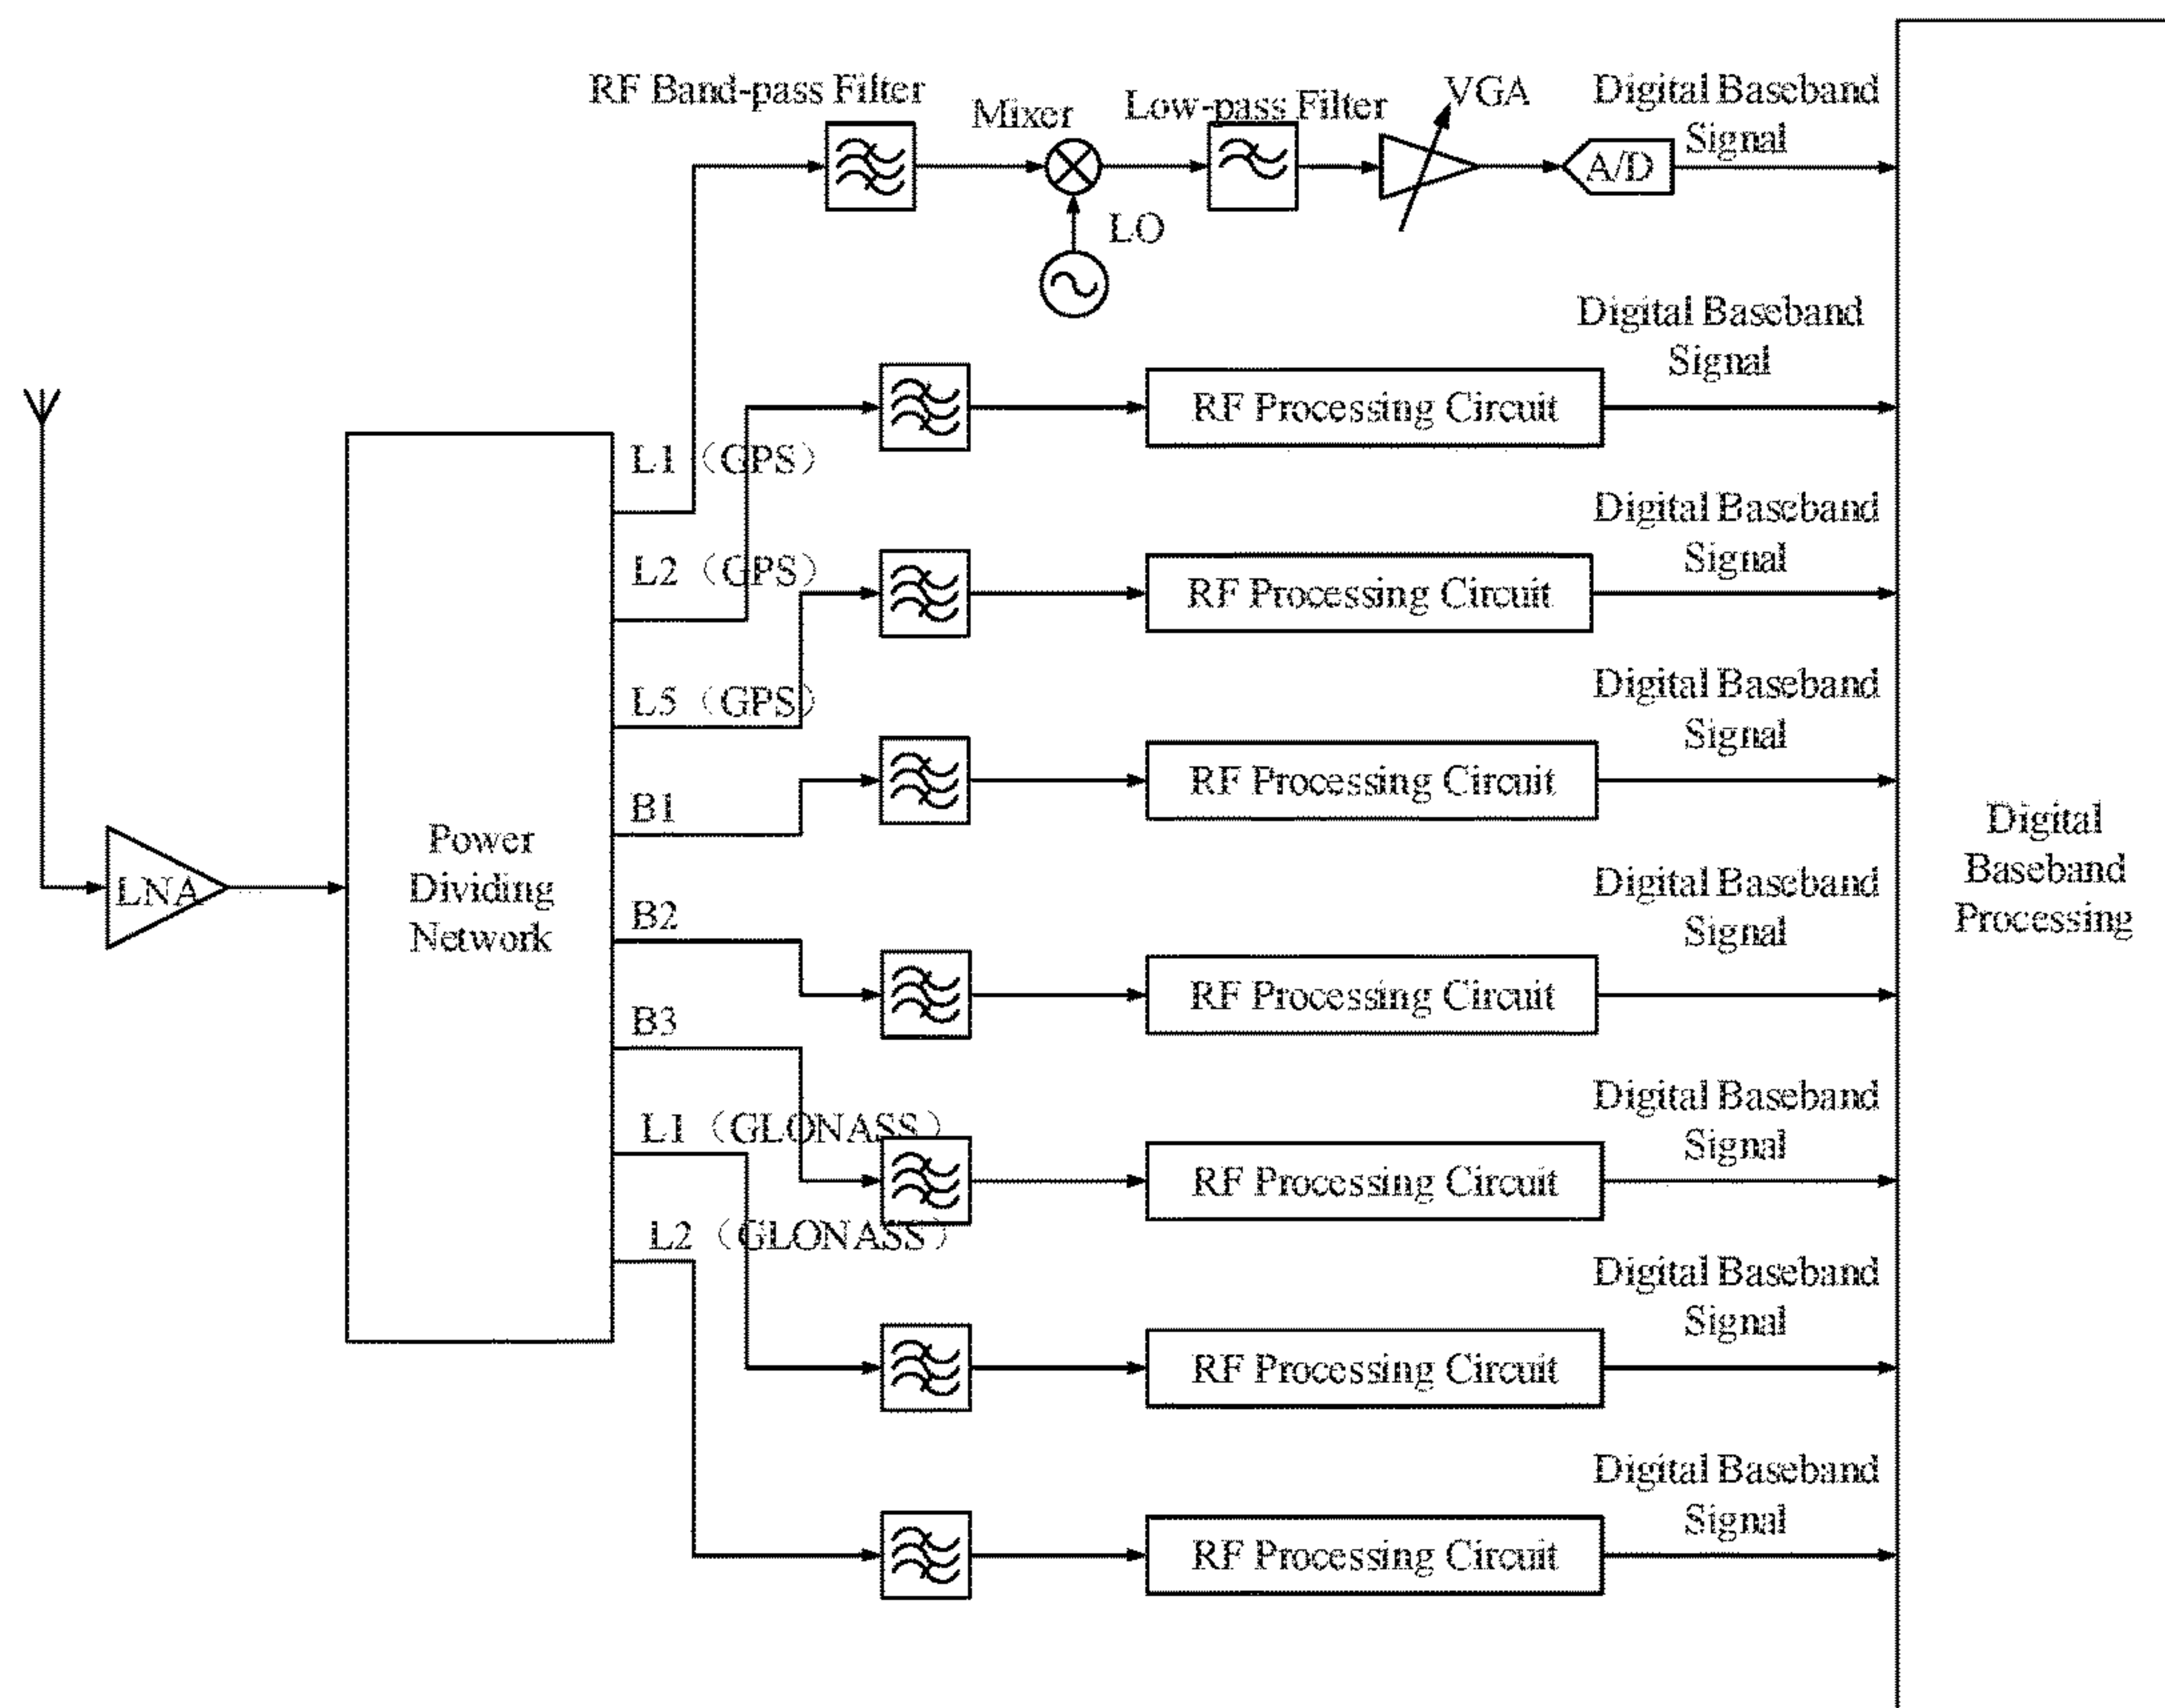 RF Band-pass Filter
Mixer
Low-pass Filter
VGA
Digital Baseband
Signal
A/D
LO
Digital Baseband
Signal
RF Processing Circuit
L1（GPS）
Digital Baseband
Signal
L2（GPS）
RF Processing Circuit
Digital Baseband
Signal
L5（GPS）
RF Processing Circuit
B1
Power
Dividing
Network
LNA
Digital
Baseband
Processing
Digital Baseband
Signal
B2
RF Processing Circuit
B3
Digital Baseband
Signal
L1（GLONASS）
RF Processing Circuit
L2（GLONASS）
Digital Baseband
Signal
RF Processing Circuit
Digital Baseband
Signal
RF Processing Circuit